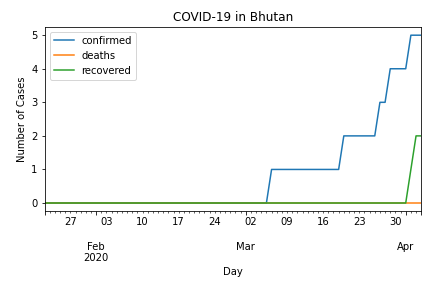 COVID-19 in Bhutan
confirmed
deaths
recovered
Number of Cases
5
4
3
2
1
0
27 03 10 17 24 02 09 16 23 30
Feb Mar Apr
2020
Day